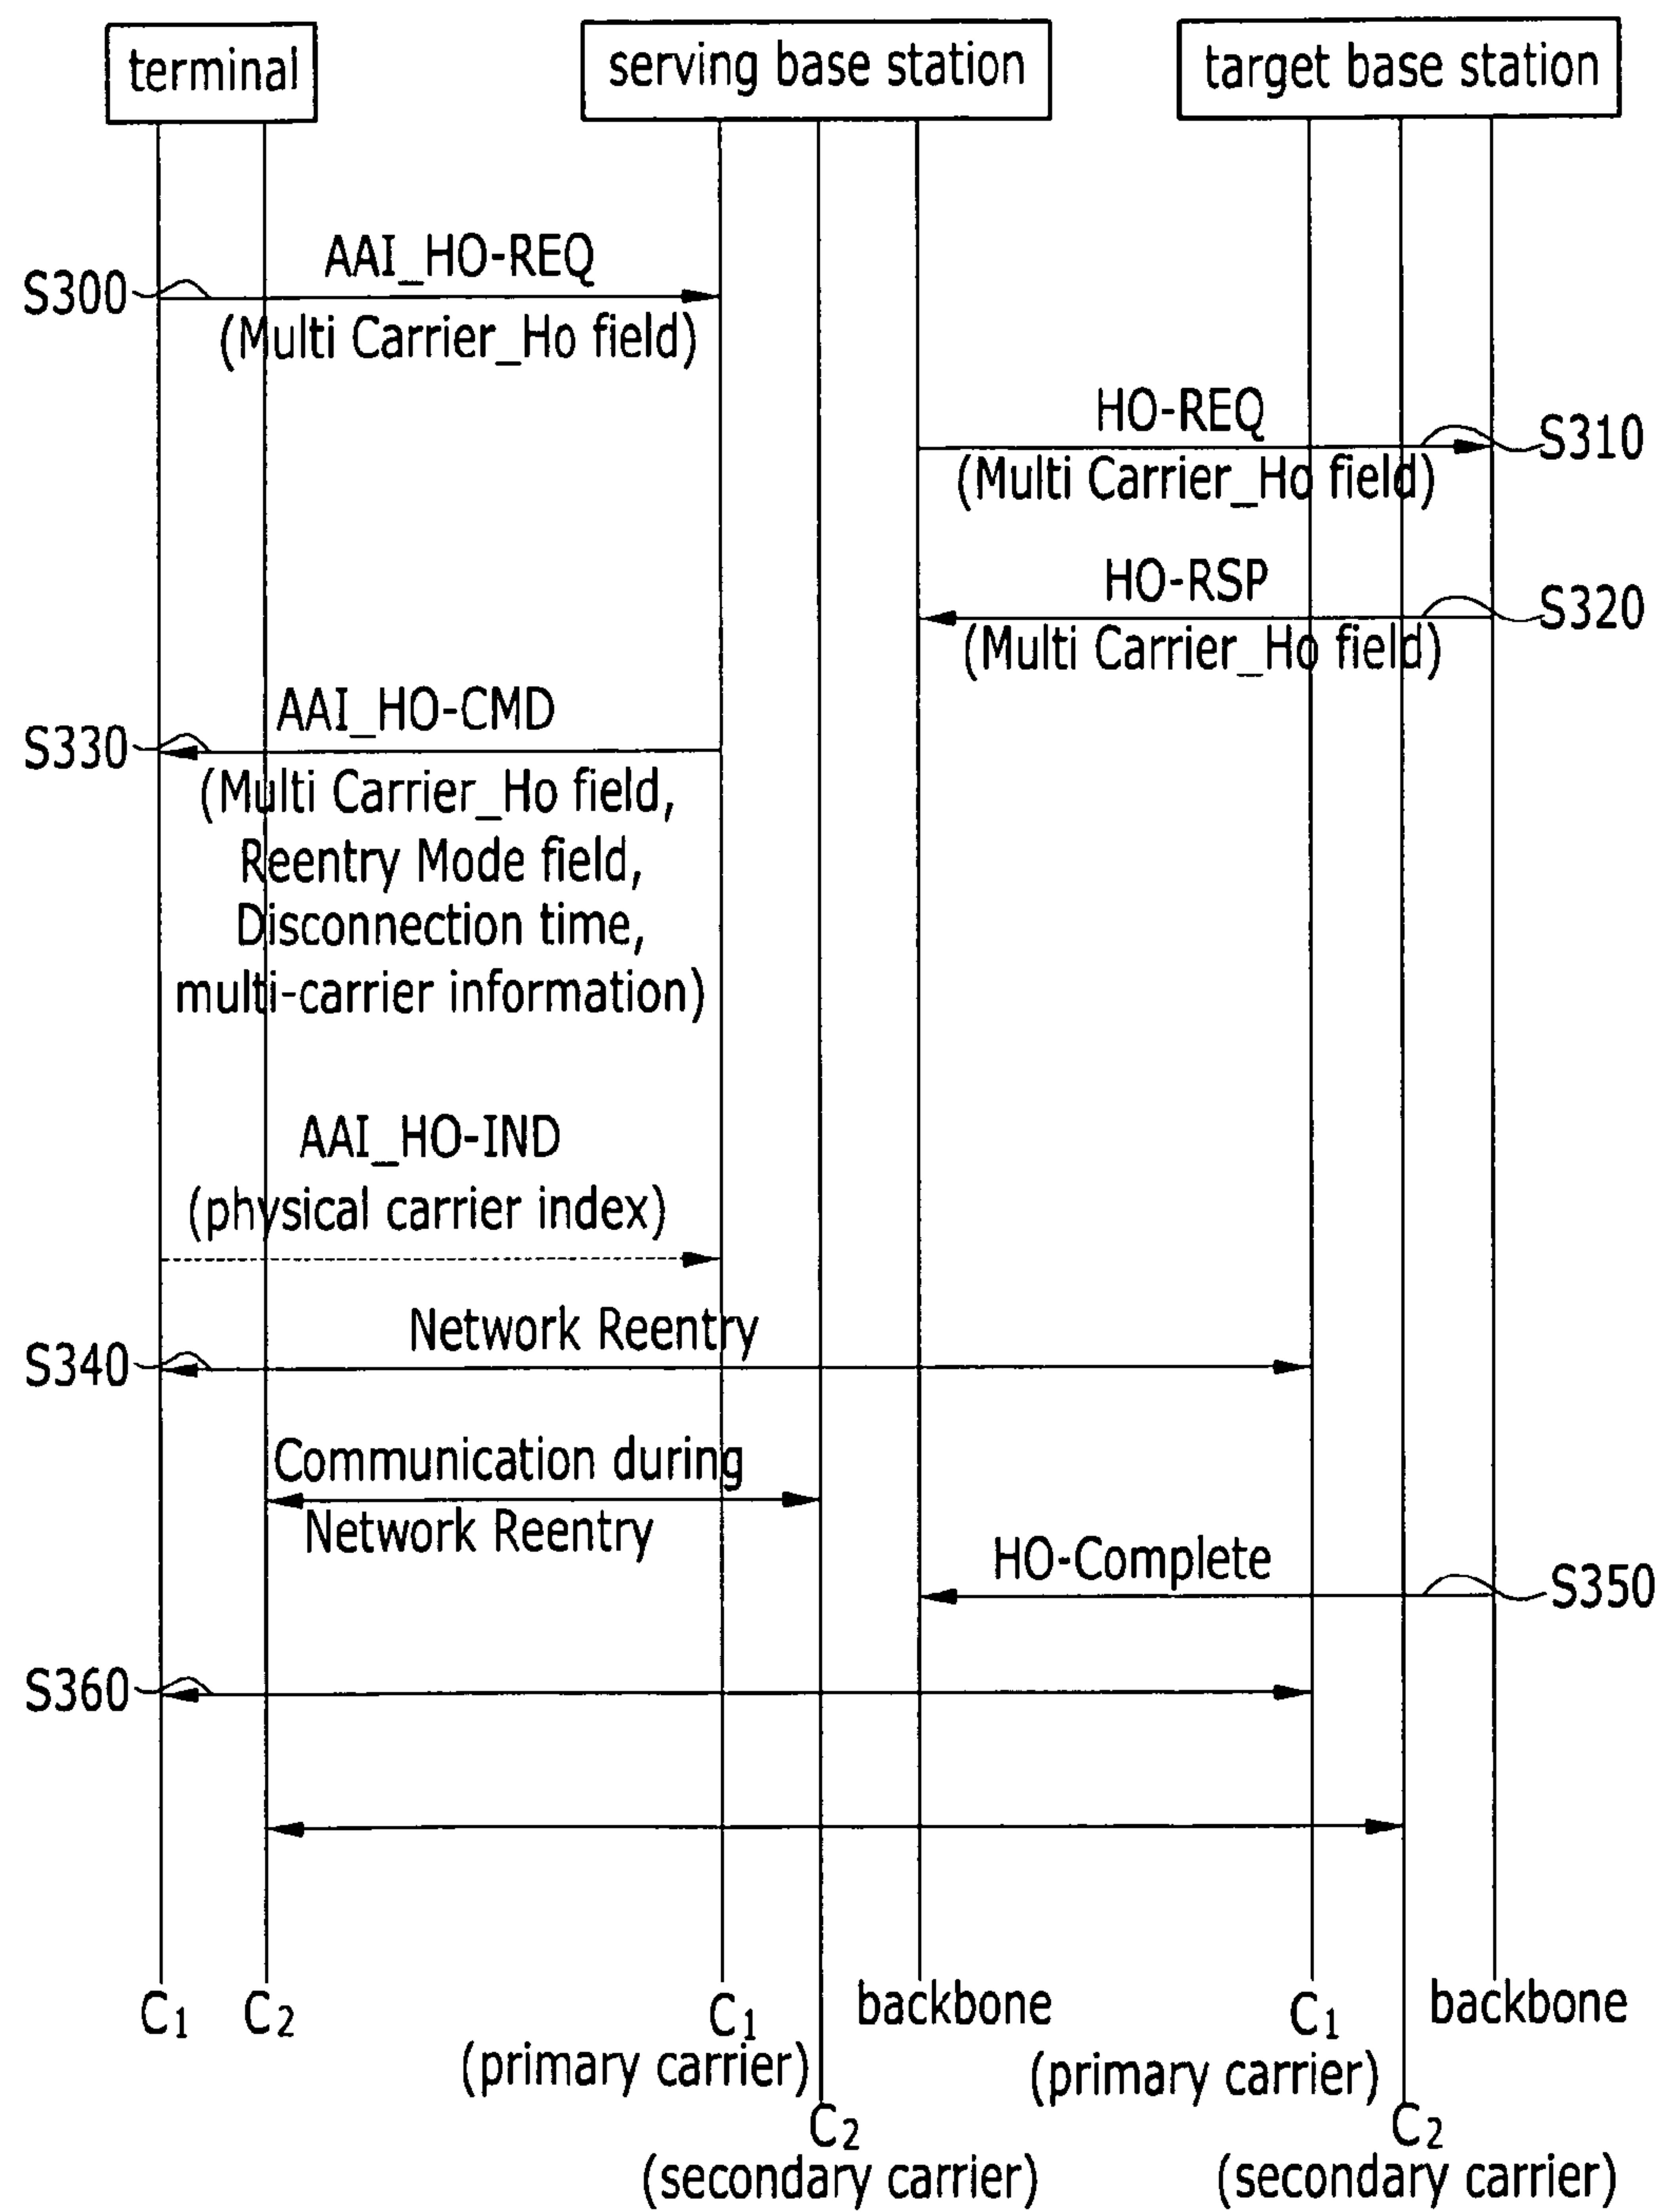 terminal
serving base station
target base station
AAI_HO-REQ
S300
(Multi Carrier_Ho field)
HO-REQ
S310
(Multi Carrier_Ho field)
HO-RSP
S320
(Multi Carrier_Ho field)
AAI_HO-CMD
S330
(Multi Carrier_Ho field,
Reentry Mode field,
Disconnection time,
multi-carrier information)
AAI_HO-IND
(physical carrier index)
Network Reentry
S340
Communication during
Network Reentry
HO-Complete
S350
S360
C1
C2
C1
(primary carrier)
C2
(secondary carrier)
backbone
C1
(primary carrier)
C2
(secondary carrier)
backbone